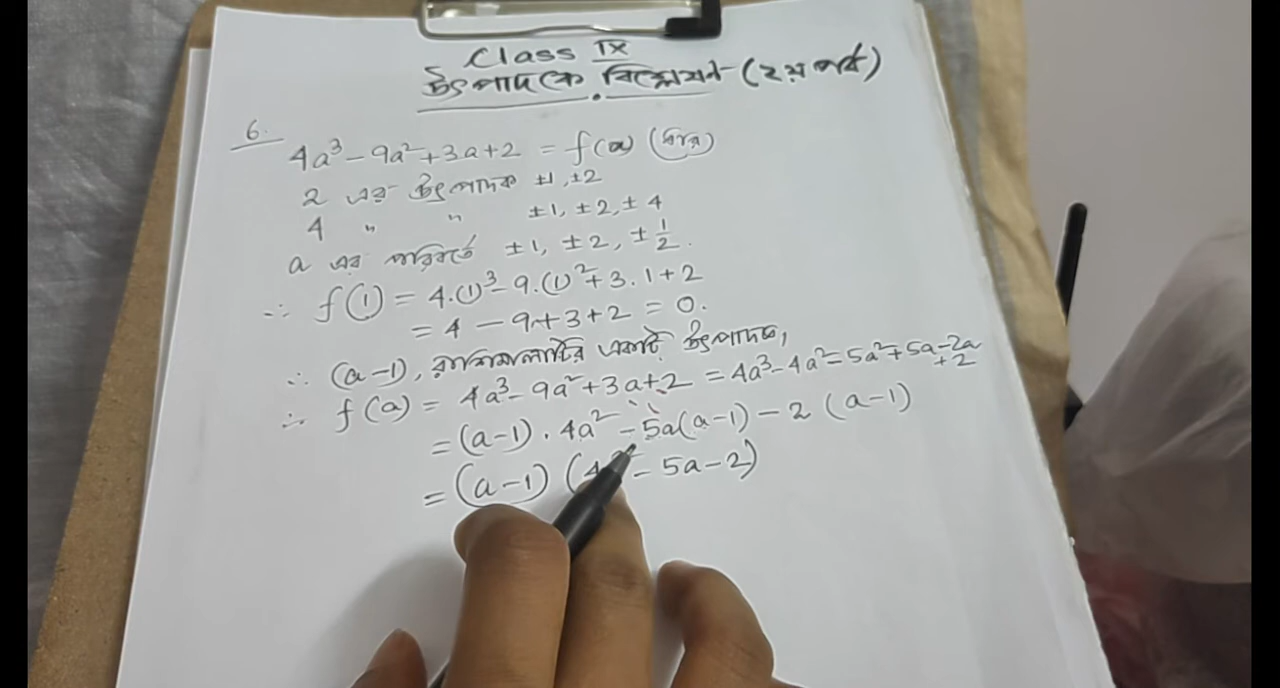 Class IX
উৎপাদকে বিশ্লেষণ - (২য় পর্ব)
6.
4a³ - 9a² + 3a + 2 = f(a) (ধরি)
2 এর উৎপাদক ±1, ±2
4 " " ±1, ±2, ±4
a এর পরিবর্তে ±1, ±2, ±1/2.
∴ f(1) = 4.(1)³ - 9.(1)² + 3.1 + 2
= 4 - 9 + 3 + 2 = 0.
∴ (a-1), রাশিমালাটির একটি উৎপাদক,
∴ f(a) = 4a³ - 9a² + 3a + 2 = 4a³ - 4a² - 5a² + 5a - 2a + 2
= (a-1) . 4a² - 5a(a-1) - 2 (a-1)
= (a-1) (4 - 5a - 2)